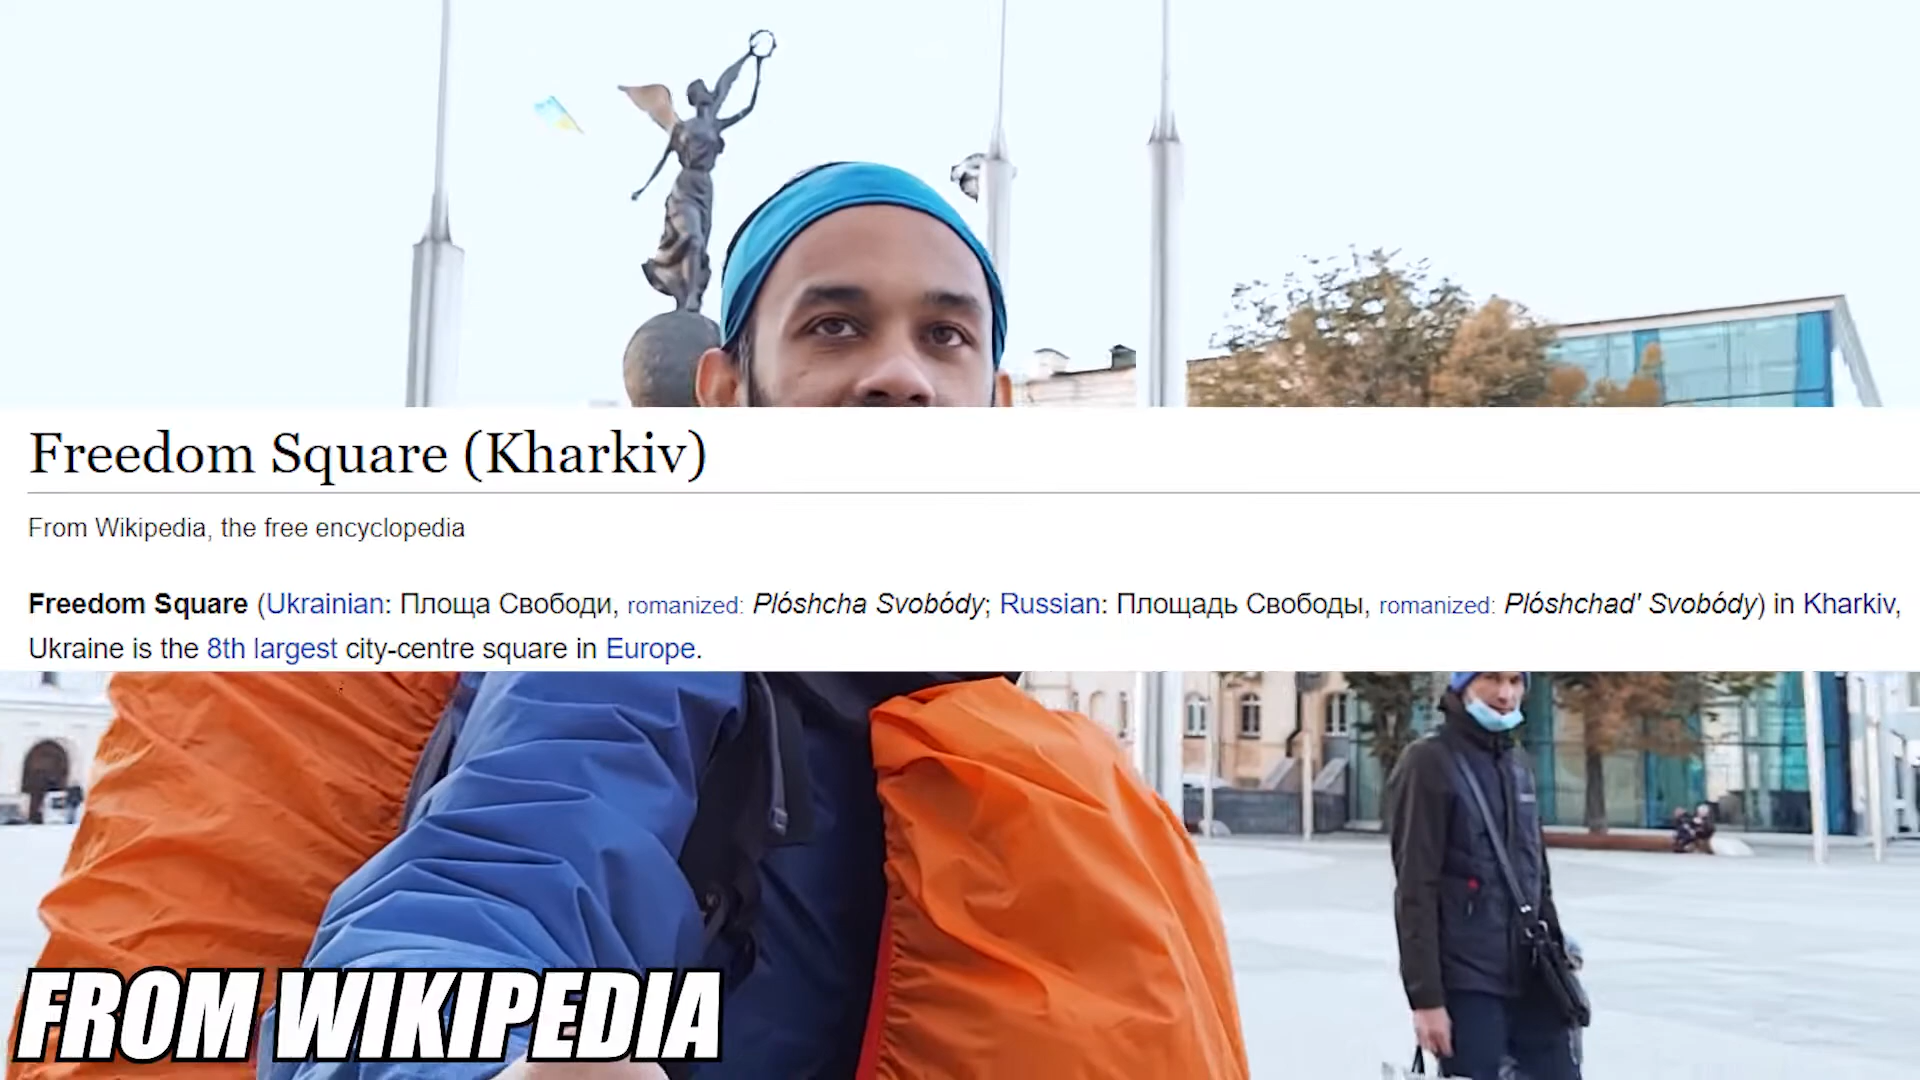 Freedom Square (Kharkiv)
From Wikipedia, the free encyclopedia
Freedom Square (Ukrainian: Площа Свободи, romanized: Plóshcha Svobódy; Russian: Площадь Свободы, romanized: Plóshchad' Svobódy) in Kharkiv,
Ukraine is the 8th largest city-centre square in Europe.
FROM WIKIPEDIA